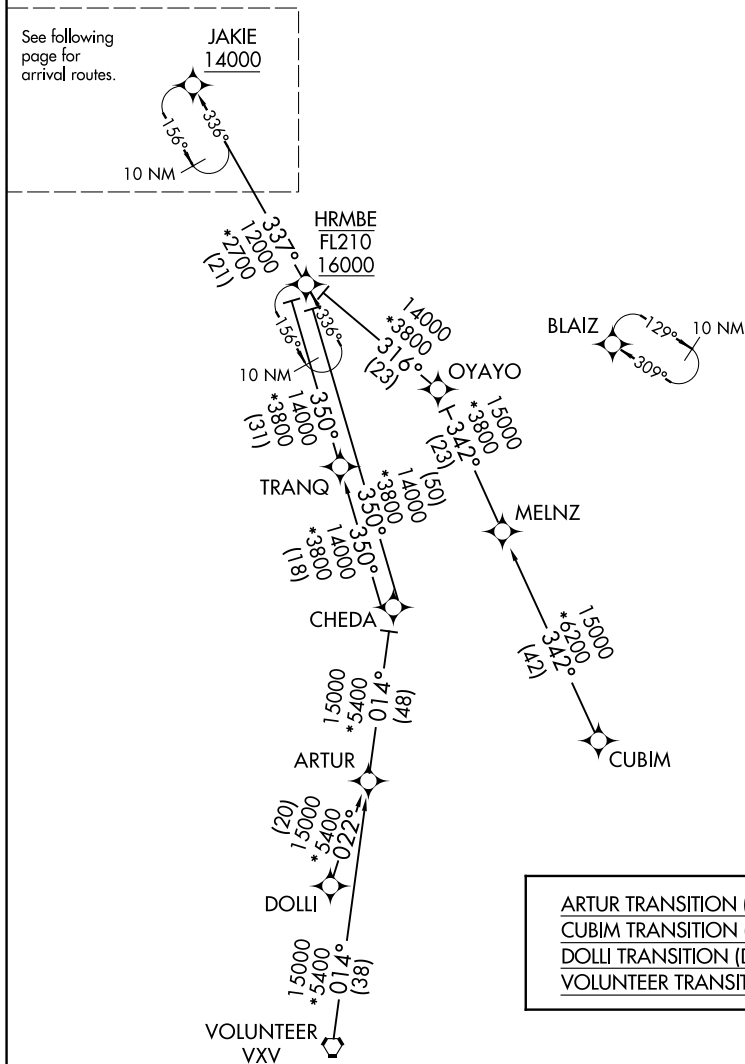 See following
page for
arrival routes.
JAKIE
14000
336°
156°
10 NM
337°
12000
*2700
(21)
HRMBE
FL210
16000
336°
156°
10 NM
14000
*3800
316°
(23)
BLAIZ
129°
309°
10 NM
OYAYO
350°
14000
*3800
(31)
15000
*3800
342°
(23)
TRANQ
(50)
14000
*3800
350°
MELNZ
350°
14000
*3800
(18)
CHEDA
15000
*6200
342°
(42)
15000
*5400
014°
(48)
CUBIM
ARTUR
(20)
15000
*5400
022°
DOLLI
ARTUR TRANSITION (
CUBIM TRANSITION
DOLLI TRANSITION (D
VOLUNTEER TRANSIT
15000
*5400
014°
(38)
VOLUNTEER
VXV